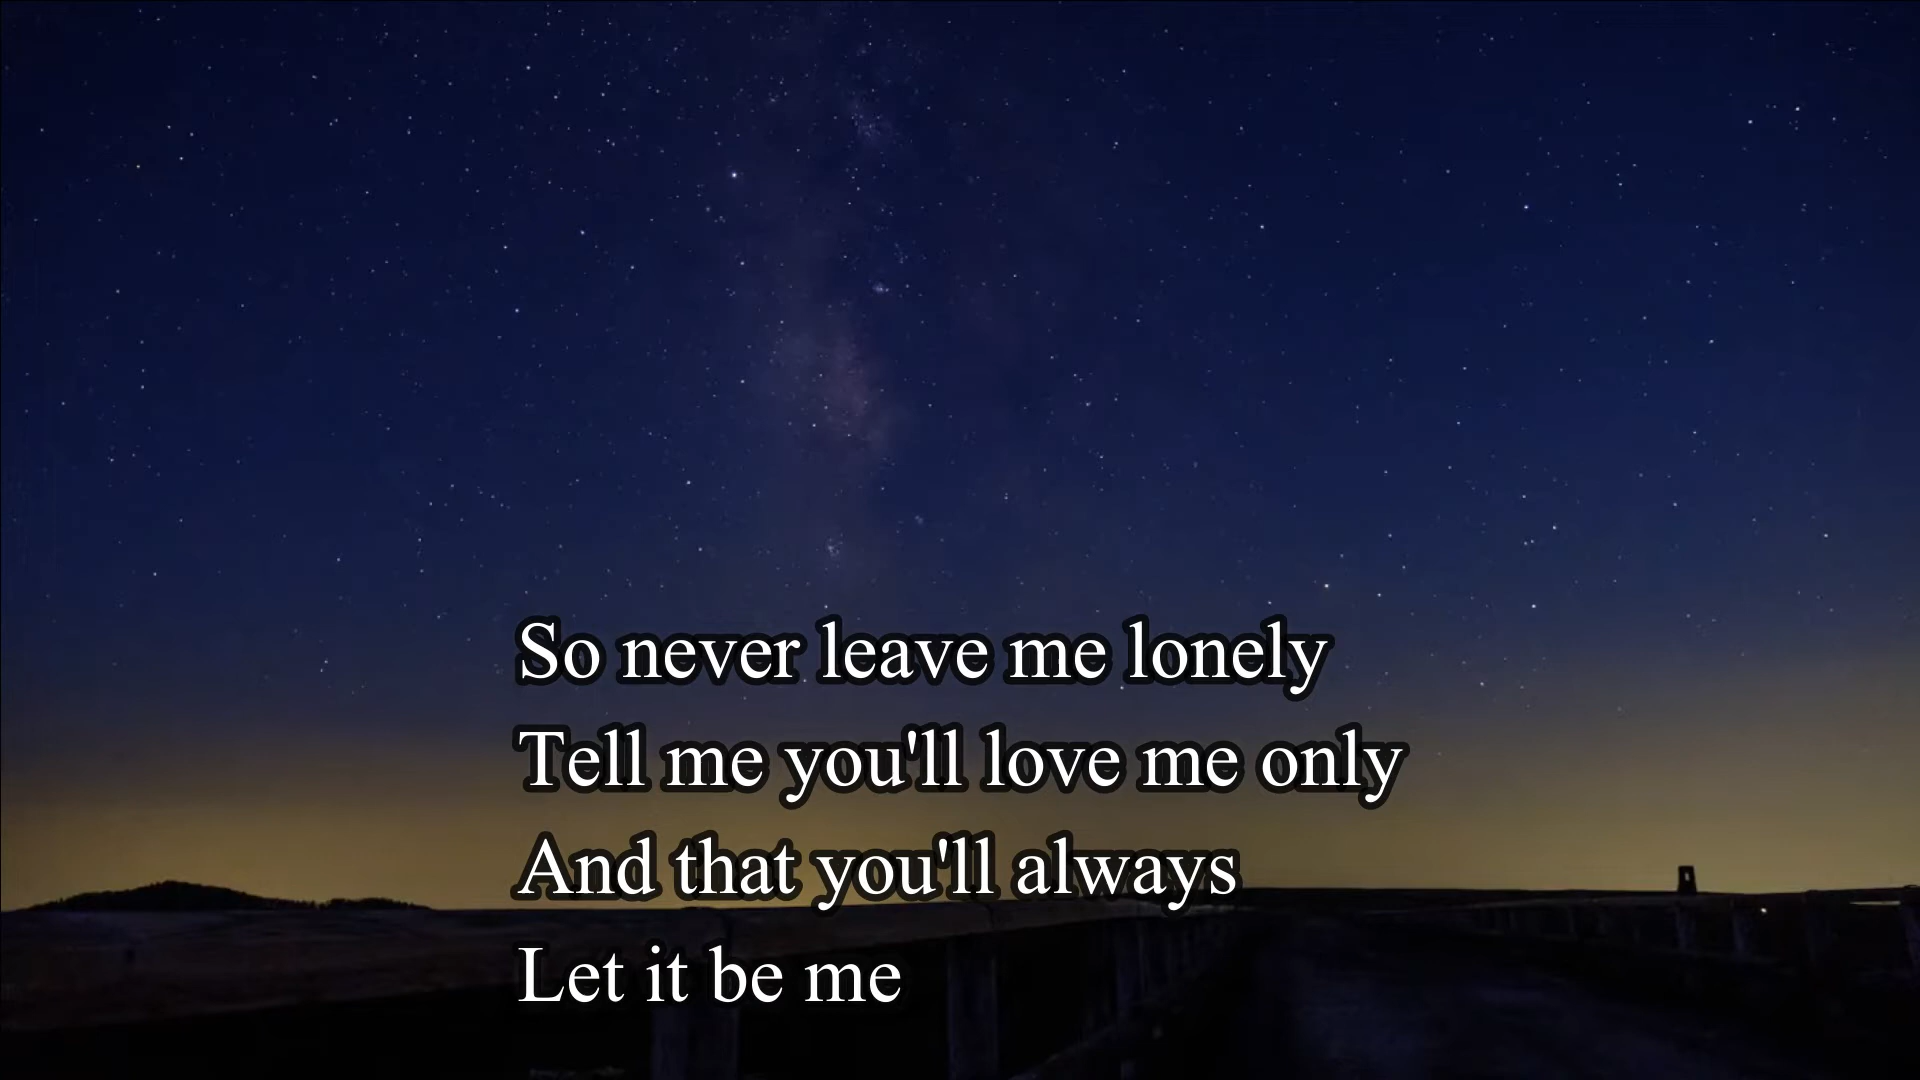 So never leave me lonely
Tell me you'll love me only
And that you'll always
Let it be me